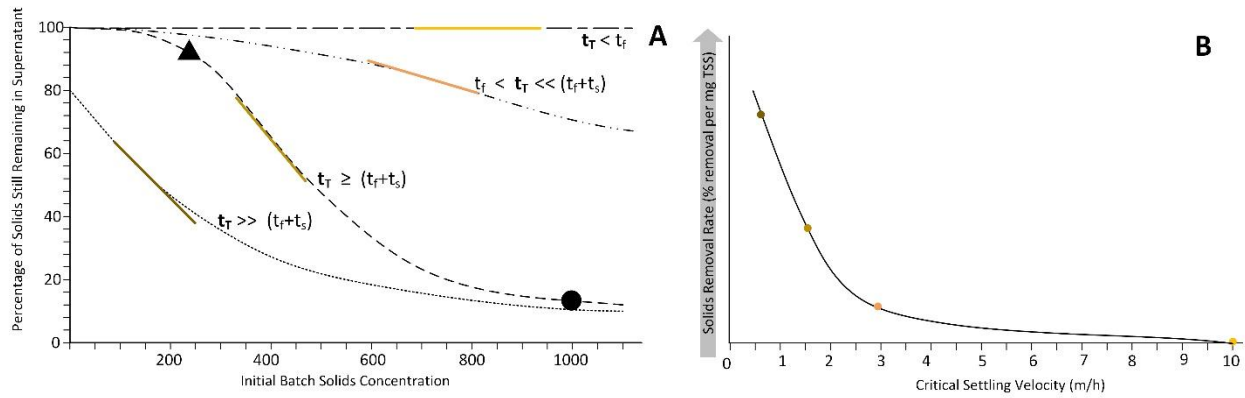 100
80
60
40
20
0
Percentage of Solids Still Remaining in Supernatant
200
400
600
800
1000
Initial Batch Solids Concentration
A
tT < tf
tf < tT << (tf+ts)
tT ≥ (tf+ts)
tT >> (tf+ts)
B
Solids Removal Rate (% removal per mg TSS)
0
1
2
3
4
5
6
7
8
9
10
Critical Settling Velocity (m/h)